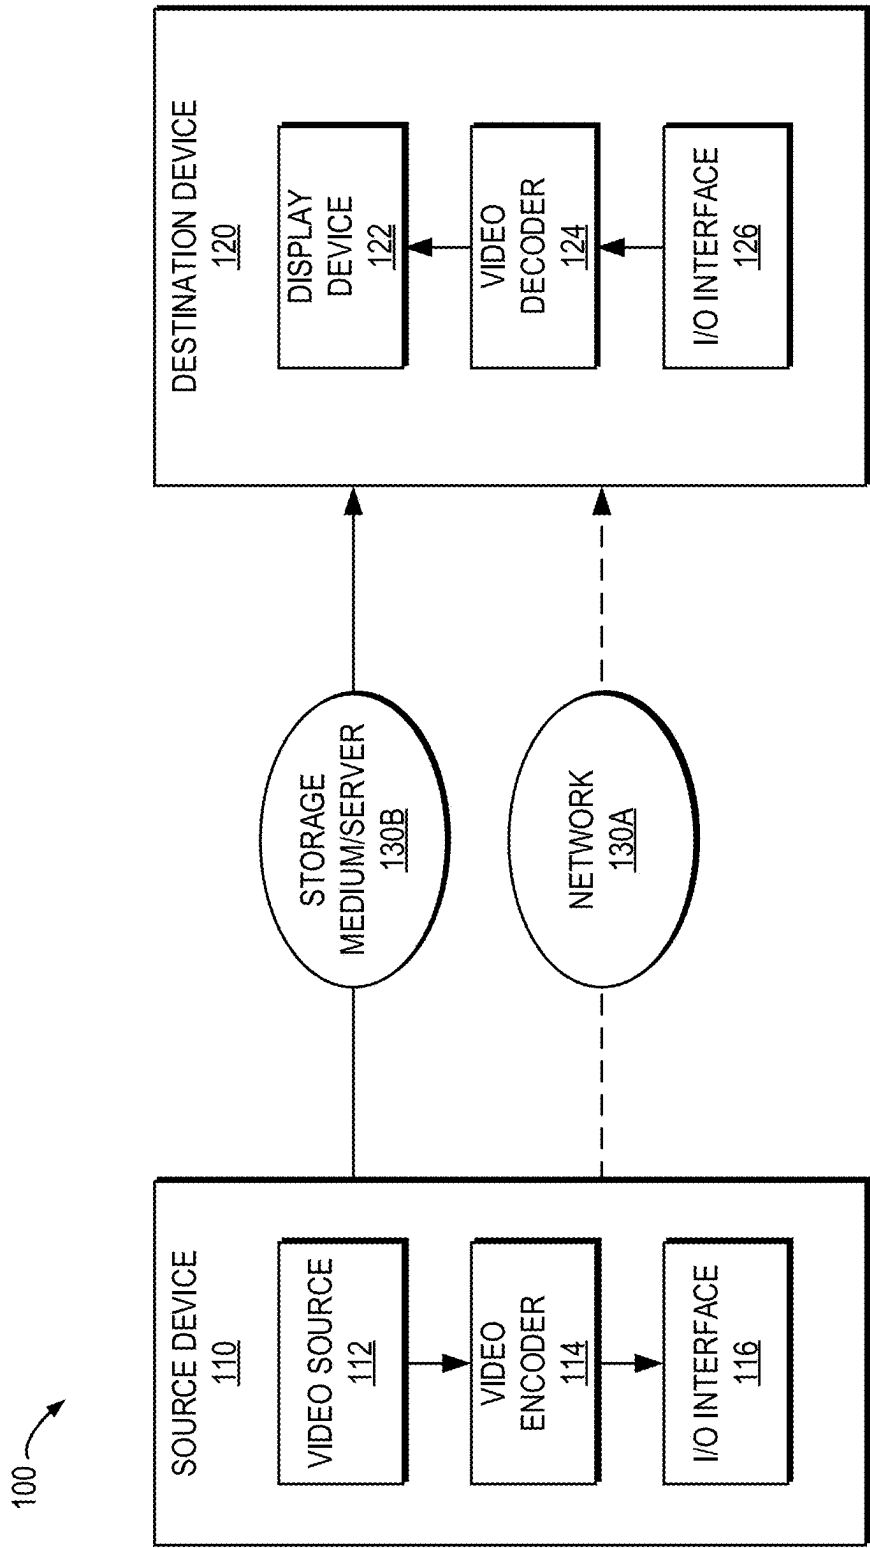 100
SOURCE DEVICE
110
VIDEO SOURCE
112
VIDEO
ENCODER
114
I/O INTERFACE
116
STORAGE
MEDIUM/SERVER
130B
NETWORK
130A
DESTINATION DEVICE
120
DISPLAY
DEVICE
122
VIDEO
DECODER
124
I/O INTERFACE
126